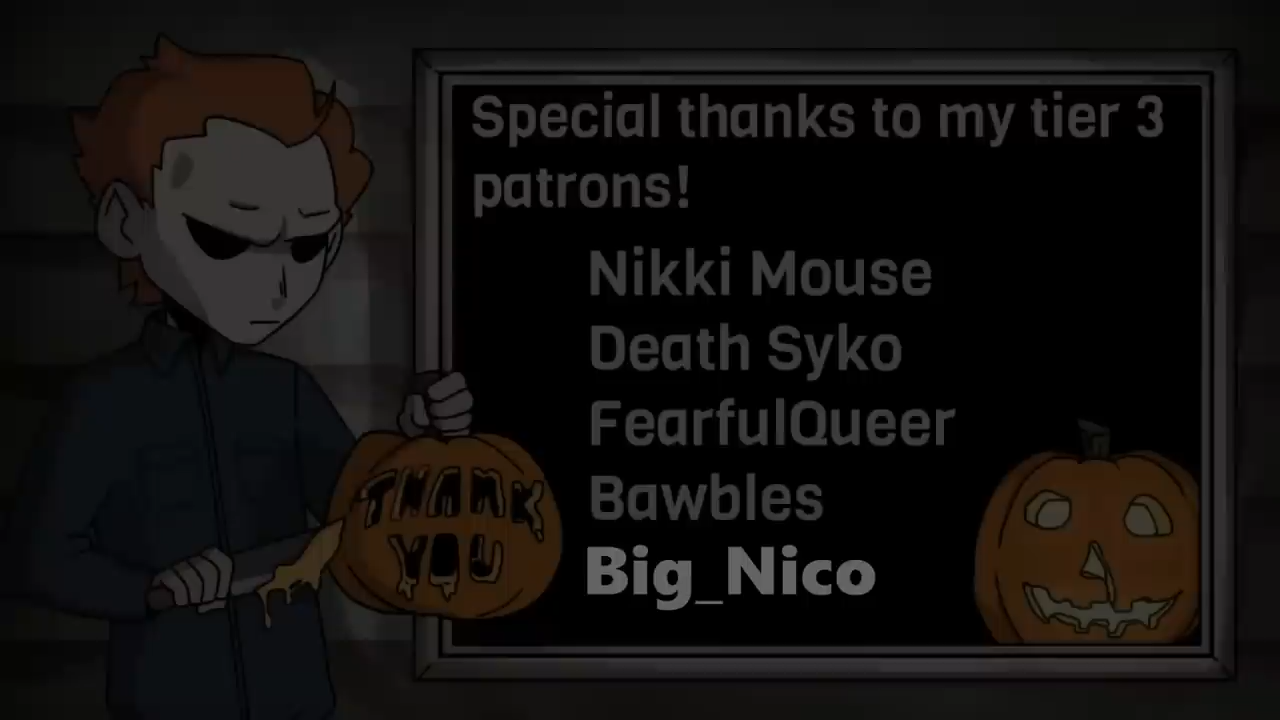 Special thanks to my tier 3
patrons!
Nikki Mouse
Death Syko
FearfulQueer
Bawbles
Big_Nico
THANK
YOU